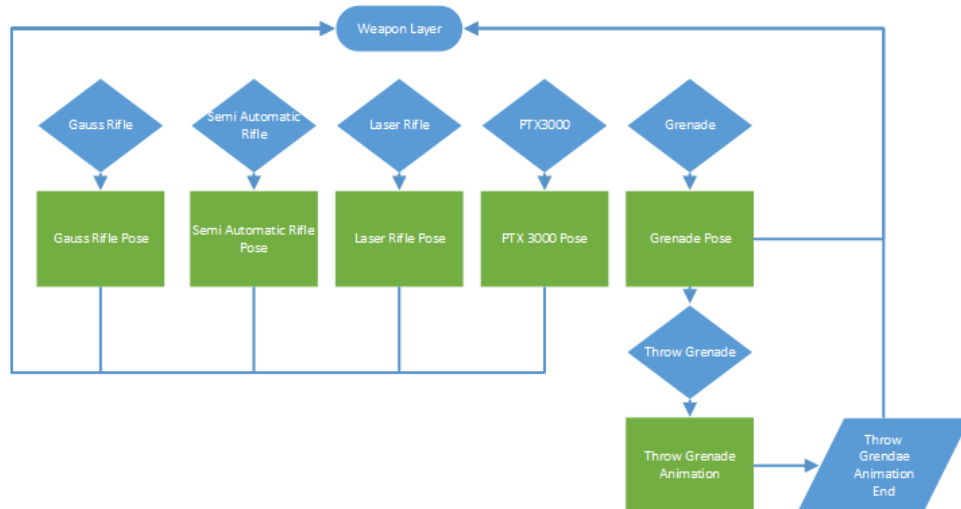 Weapon Layer
Gauss Rifle
Semi Automatic
Rifle
Laser Rifle
PTX3000
Grenade
Gauss Rifle Pose
Semi Automatic Rifle
Pose
Laser Rifle Pose
PTX 3000 Pose
Grenade Pose
Throw Grenade
Throw Grenade
Animation
Throw
Grendae
Animation
End